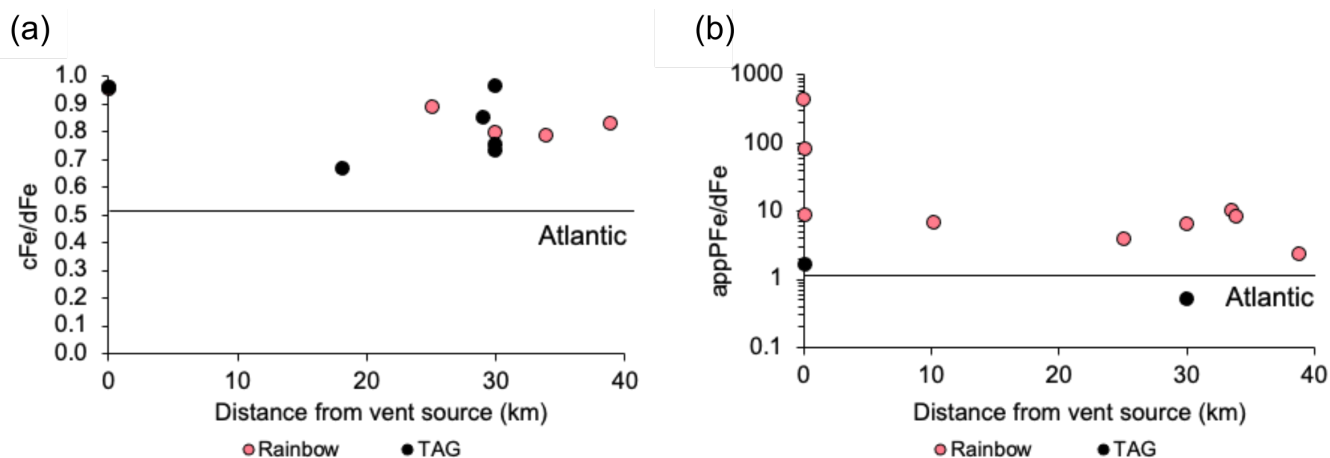 (a)
1.0
0.9
0.8
0.7
0.6
0.5
0.4
0.3
0.2
0.1
0.0
cFe/dFe
Atlantic
0 10 20 30 40
Distance from vent source (km)
Rainbow TAG
(b)
1000
100
10
1
0.1
appPFe/dFe
Atlantic
0 10 20 30 40
Distance from vent source (km)
Rainbow TAG